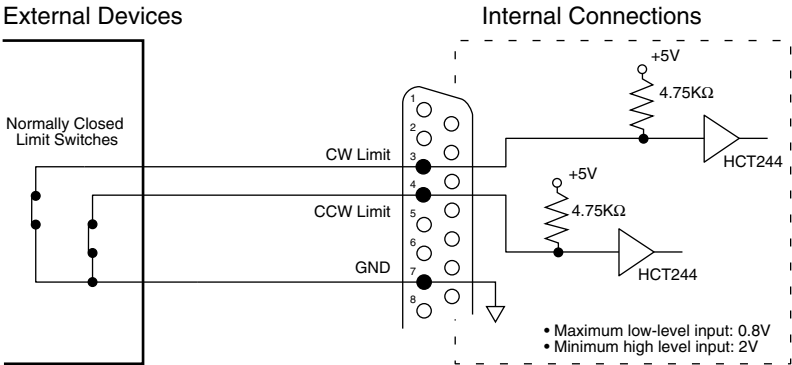 External Devices
Internal Connections
Normally Closed
Limit Switches
CW Limit
CCW Limit
GND
1
2
3
4
5
6
7
8
+5V
4.75KΩ
HCT244
+5V
4.75KΩ
HCT244
• Maximum low-level input: 0.8V
• Minimum high level input: 2V